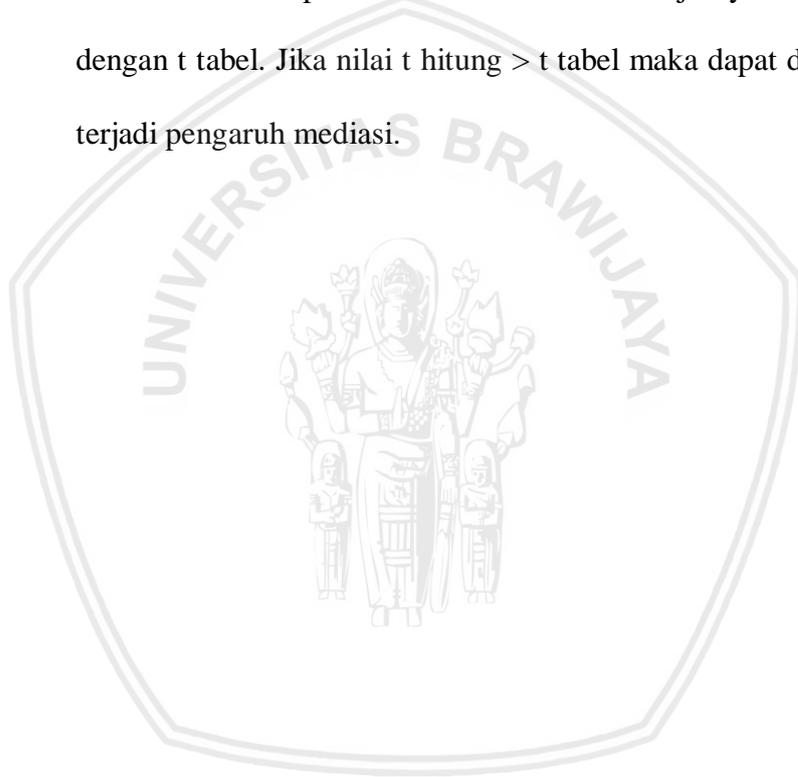 dengan t tabel. Jika nilai t hitung > t tabel maka dapat
terjadi pengaruh mediasi.
UNIVERSITAS BRAWIJAYA